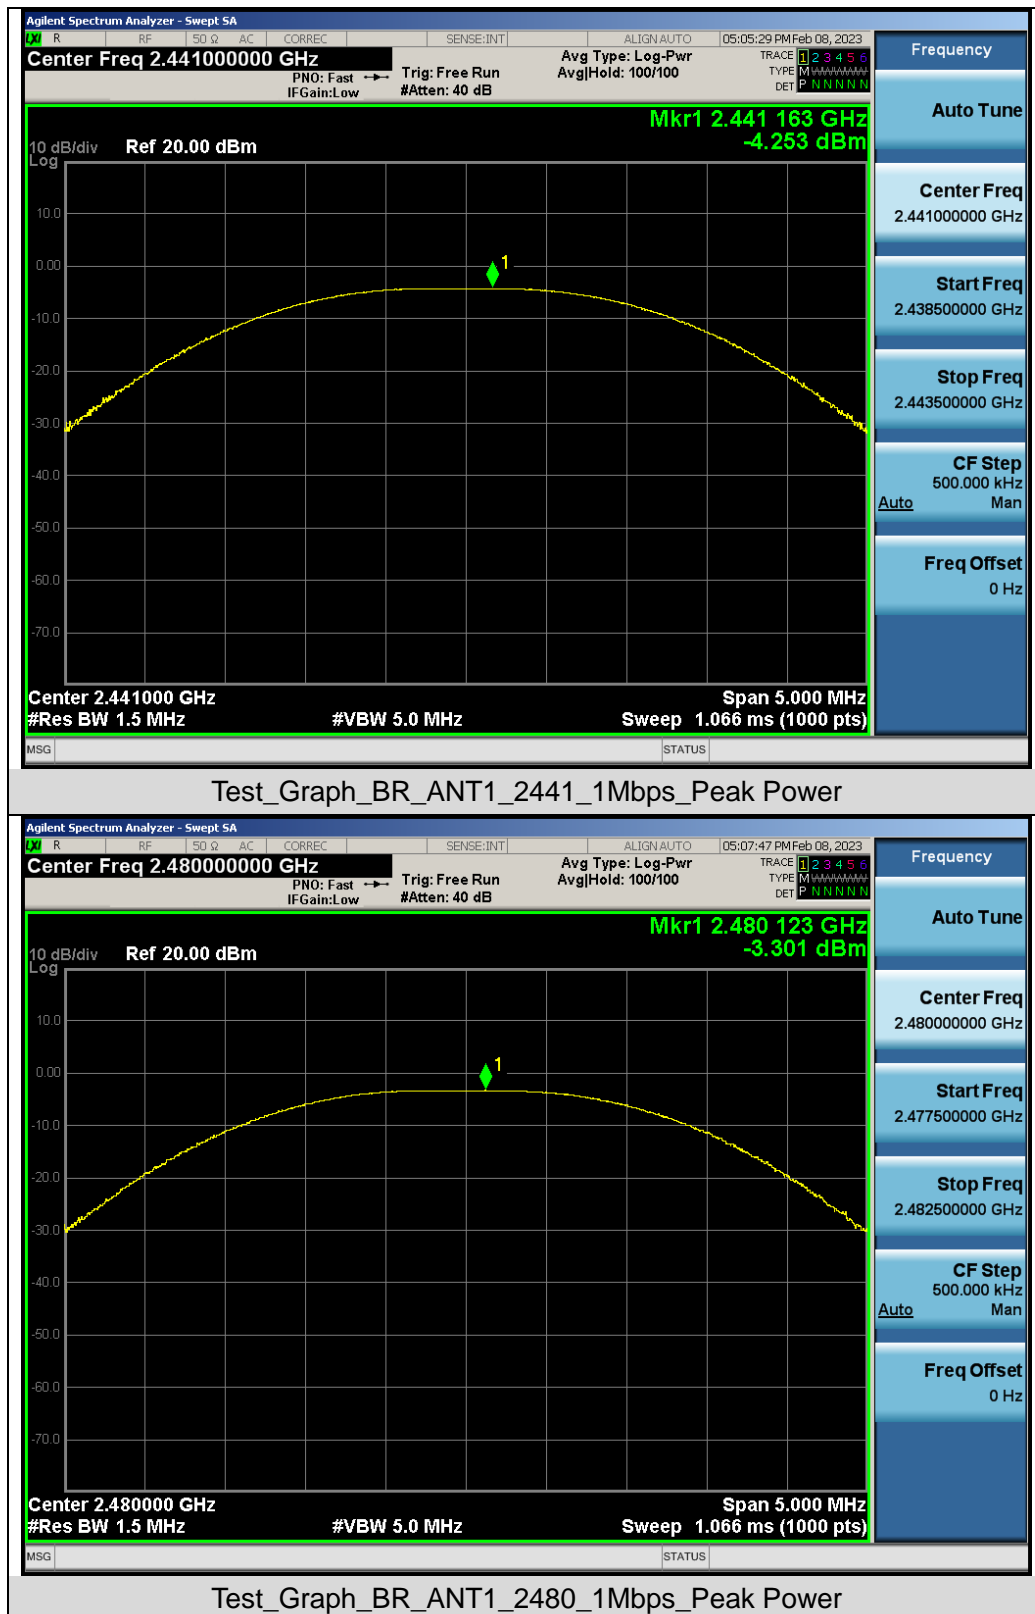 Agilent Spectrum Analyzer - Swept SA
LXI R RF 50 Ω AC CORREC SENSE:INT ALIGN AUTO 05:05:29 PM Feb 08, 2023
Center Freq 2.441000000 GHz
PNO: Fast
IFGain:Low
Trig: Free Run
#Atten: 40 dB
Avg Type: Log-Pwr
Avg|Hold: 100/100
TRACE 1 2 3 4 5 6
TYPE M WWWWW
DET P N N N N N
Mkr1 2.441 163 GHz
-4.253 dBm
10 dB/div Ref 20.00 dBm
Log
10.0
0.00
1
-10.0
-20.0
-30.0
-40.0
-50.0
-60.0
-70.0
Center 2.441000 GHz Span 5.000 MHz
#Res BW 1.5 MHz #VBW 5.0 MHz Sweep 1.066 ms (1000 pts)
MSG STATUS
Frequency
Auto Tune
Center Freq
2.441000000 GHz
Start Freq
2.438500000 GHz
Stop Freq
2.443500000 GHz
CF Step
500.000 kHz
Auto Man
Freq Offset
0 Hz
Test_Graph_BR_ANT1_2441_1Mbps_Peak Power
Agilent Spectrum Analyzer - Swept SA
LXI R RF 50 Ω AC CORREC SENSE:INT ALIGN AUTO 05:07:47 PM Feb 08, 2023
Center Freq 2.480000000 GHz
PNO: Fast
IFGain:Low
Trig: Free Run
#Atten: 40 dB
Avg Type: Log-Pwr
Avg|Hold: 100/100
TRACE 1 2 3 4 5 6
TYPE M WWWWW
DET P N N N N N
Mkr1 2.480 123 GHz
-3.301 dBm
10 dB/div Ref 20.00 dBm
Log
10.0
0.00
1
-10.0
-20.0
-30.0
-40.0
-50.0
-60.0
-70.0
Center 2.480000 GHz Span 5.000 MHz
#Res BW 1.5 MHz #VBW 5.0 MHz Sweep 1.066 ms (1000 pts)
MSG STATUS
Frequency
Auto Tune
Center Freq
2.480000000 GHz
Start Freq
2.477500000 GHz
Stop Freq
2.482500000 GHz
CF Step
500.000 kHz
Auto Man
Freq Offset
0 Hz
Test_Graph_BR_ANT1_2480_1Mbps_Peak Power